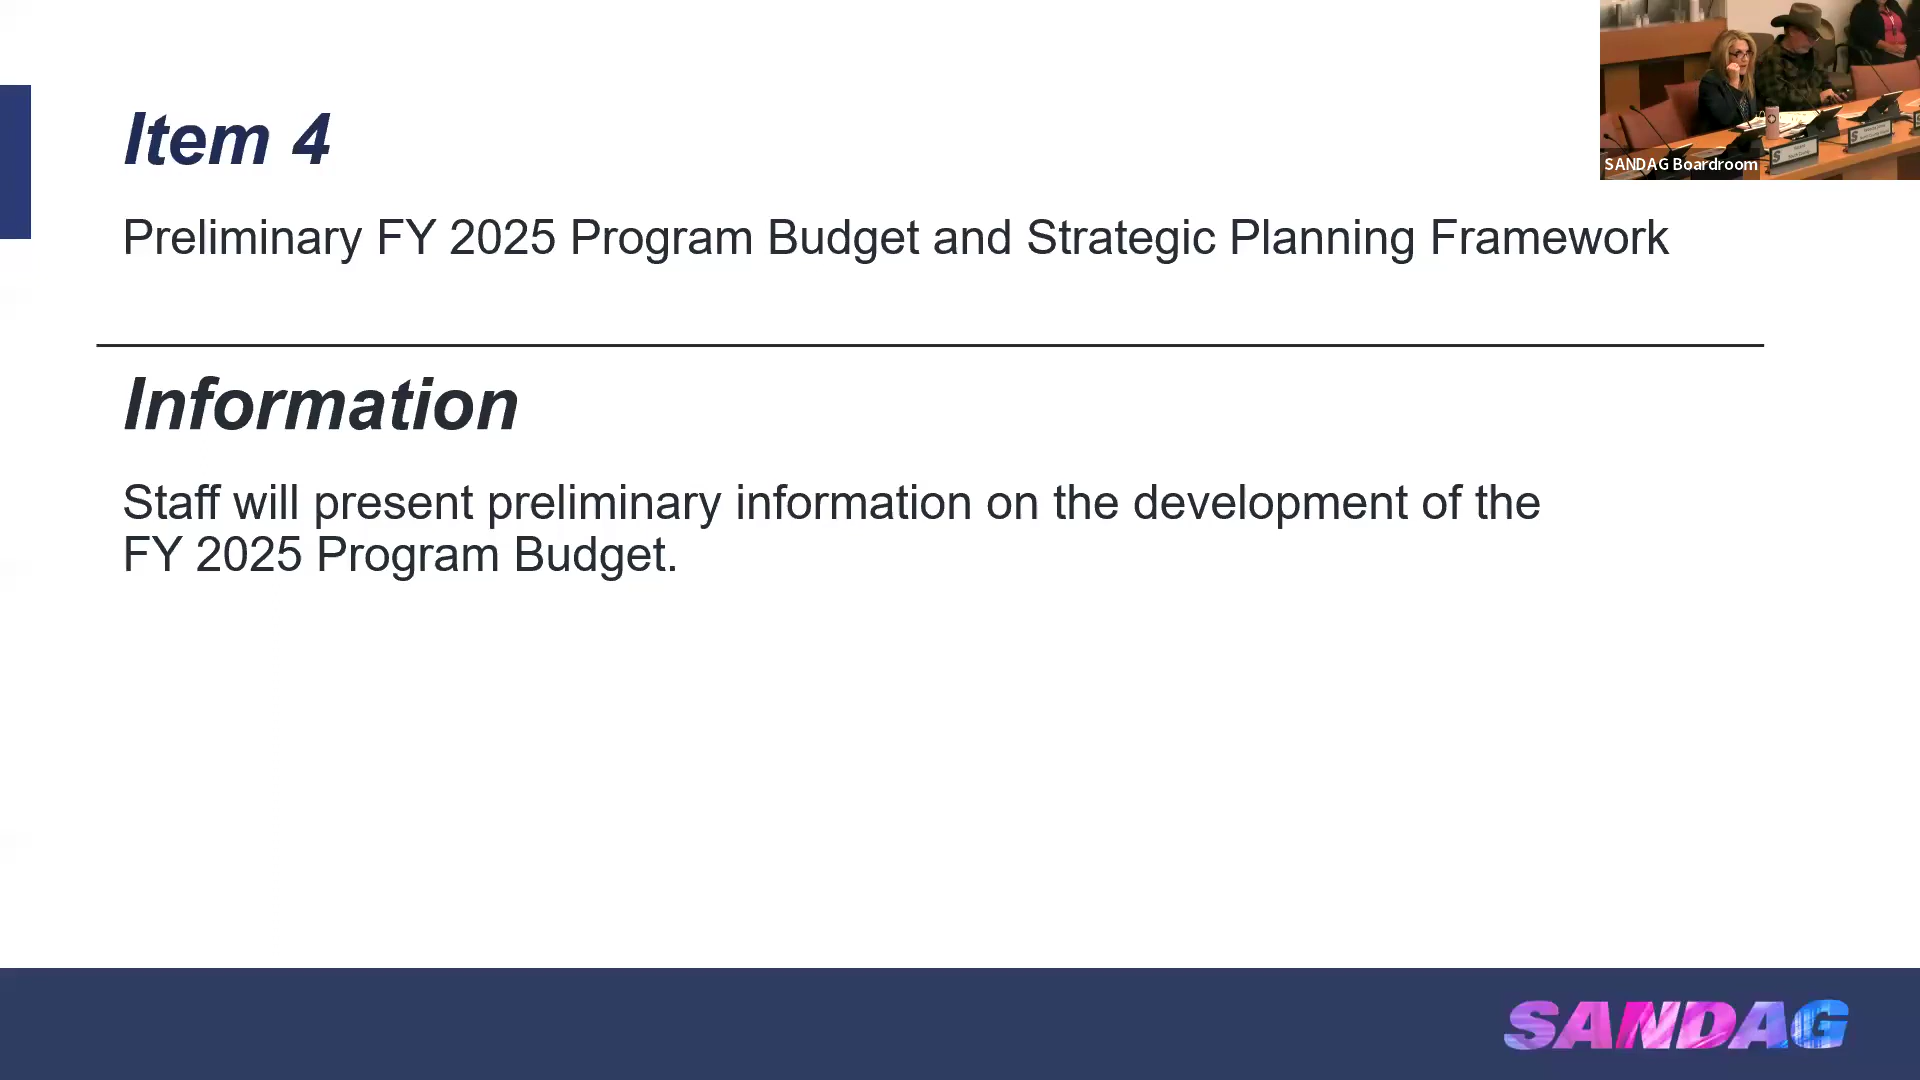 Item 4
Preliminary FY 2025 Program Budget and Strategic Planning Framework
Information
Staff will present preliminary information on the development of the
FY 2025 Program Budget.
SANDAG Boardroom
SANDAG